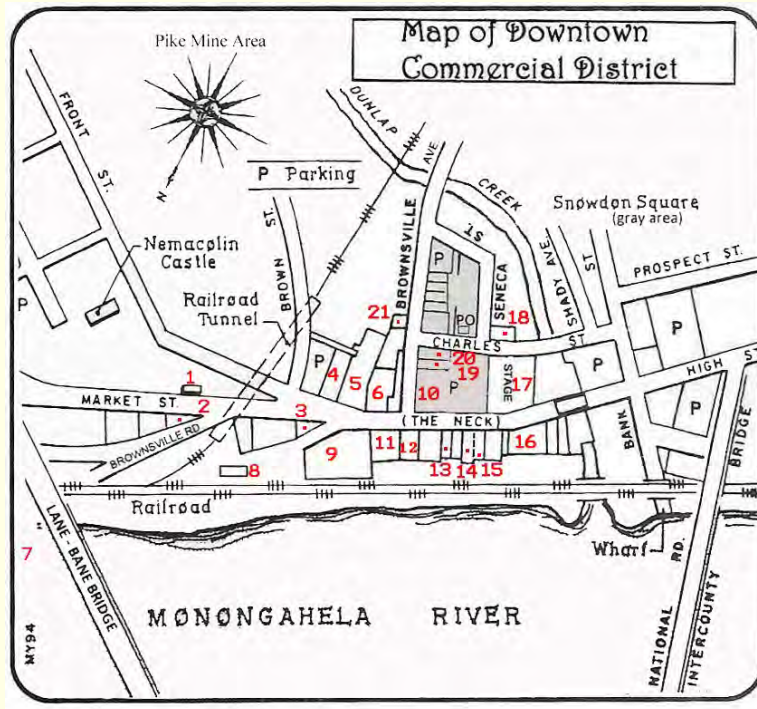 Map of Downtown
Commercial District
Pike Mine Area
N
P Parking
FRONT ST.
Nemacolin
Castle
Railroad
Tunnel
BROWN ST.
DUNLAP CREEK
BROWNSVILLE AVE
Snowdon Square
(gray area)
SHADY AVE
ST
PROSPECT ST.
SENECA ST
CHARLES ST
HIGH ST
P
P
P
P
P
P
P
PO
STAGE
MARKET ST.
BROWNSVILLE RD
(THE NECK)
BANK
BRIDGE
1
2
3
4
5
6
7
8
9
10
11
12
13
14
15
16
17
18
19
20
21
Railroad
Wharf
LANE-BANE BRIDGE
MONONGAHELA RIVER
NATIONAL RD.
INTERCOUNTY
MY94